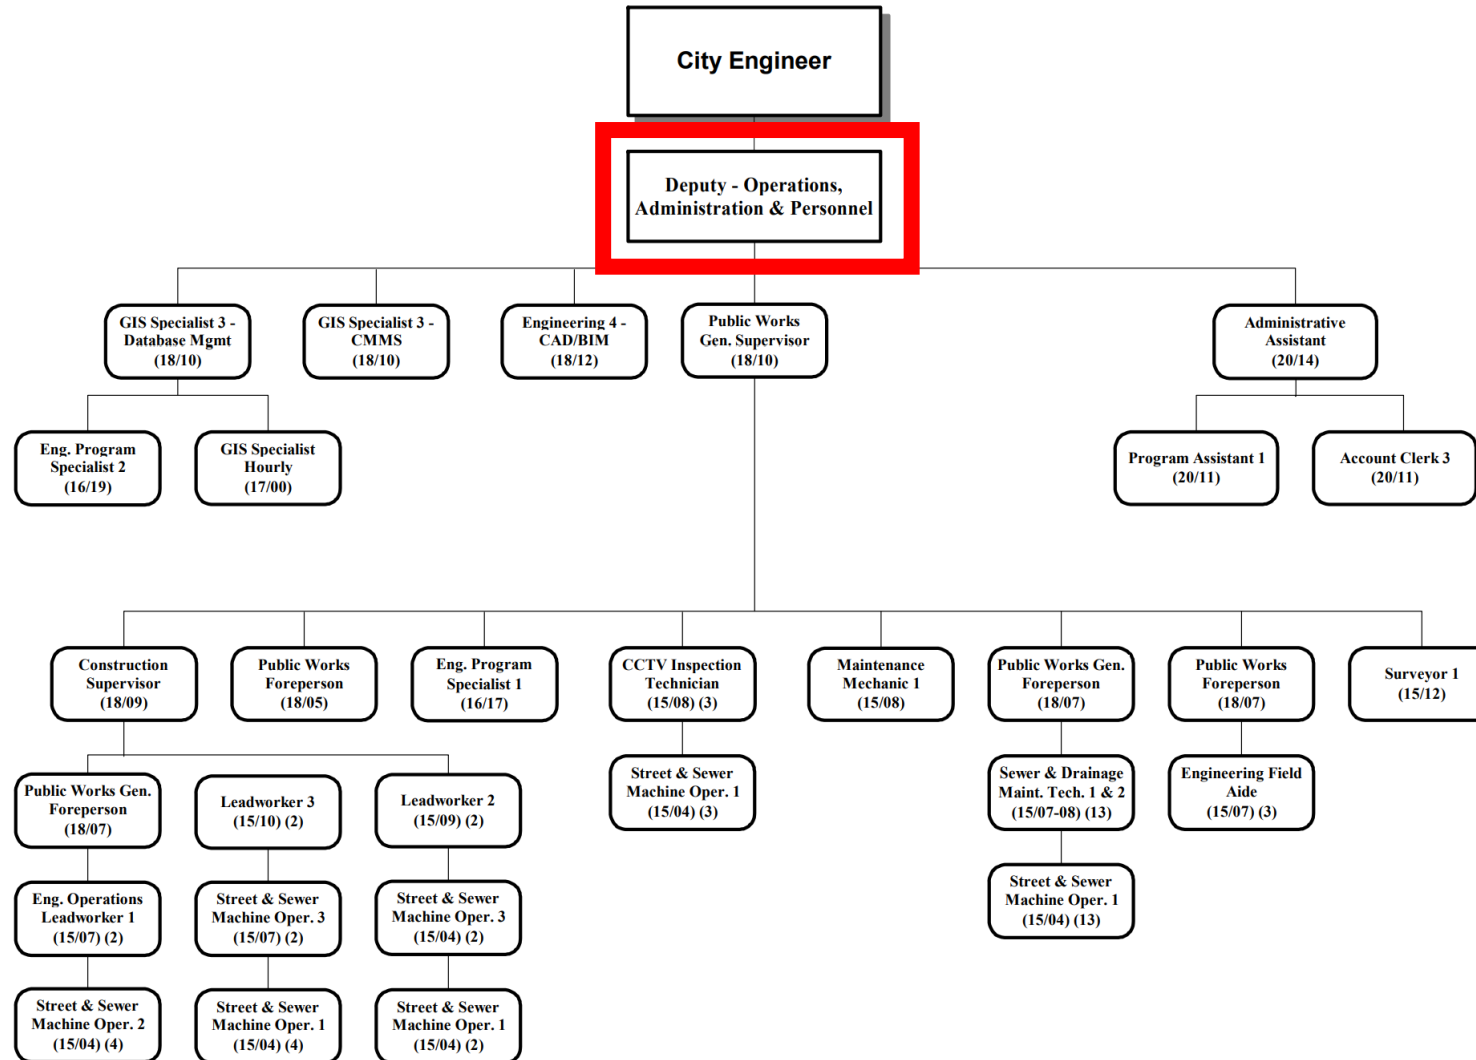 City Engineer
Deputy - Operations,
Administration & Personnel
GIS Specialist 3 -
Database Mgmt
(18/10)
GIS Specialist 3 -
CMMS
(18/10)
Engineering 4 -
CAD/BIM
(18/12)
Public Works
Gen. Supervisor
(18/10)
Administrative
Assistant
(20/14)
Eng. Program
Specialist 2
(16/19)
GIS Specialist
Hourly
(17/00)
Program Assistant 1
(20/11)
Account Clerk 3
(20/11)
Construction
Supervisor
(18/09)
Public Works
Foreperson
(18/05)
Eng. Program
Specialist 1
(16/17)
CCTV Inspection
Technician
(15/08) (3)
Maintenance
Mechanic 1
(15/08)
Public Works Gen.
Foreperson
(18/07)
Public Works
Foreperson
(18/07)
Surveyor 1
(15/12)
Public Works Gen.
Foreperson
(18/07)
Leadworker 3
(15/10) (2)
Leadworker 2
(15/09) (2)
Street & Sewer
Machine Oper. 1
(15/04) (3)
Sewer & Drainage
Maint. Tech. 1 & 2
(15/07-08) (13)
Engineering Field
Aide
(15/07) (3)
Eng. Operations
Leadworker 1
(15/07) (2)
Street & Sewer
Machine Oper. 3
(15/07) (2)
Street & Sewer
Machine Oper. 3
(15/04) (2)
Street & Sewer
Machine Oper. 1
(15/04) (13)
Street & Sewer
Machine Oper. 2
(15/04) (4)
Street & Sewer
Machine Oper. 1
(15/04) (4)
Street & Sewer
Machine Oper. 1
(15/04) (2)